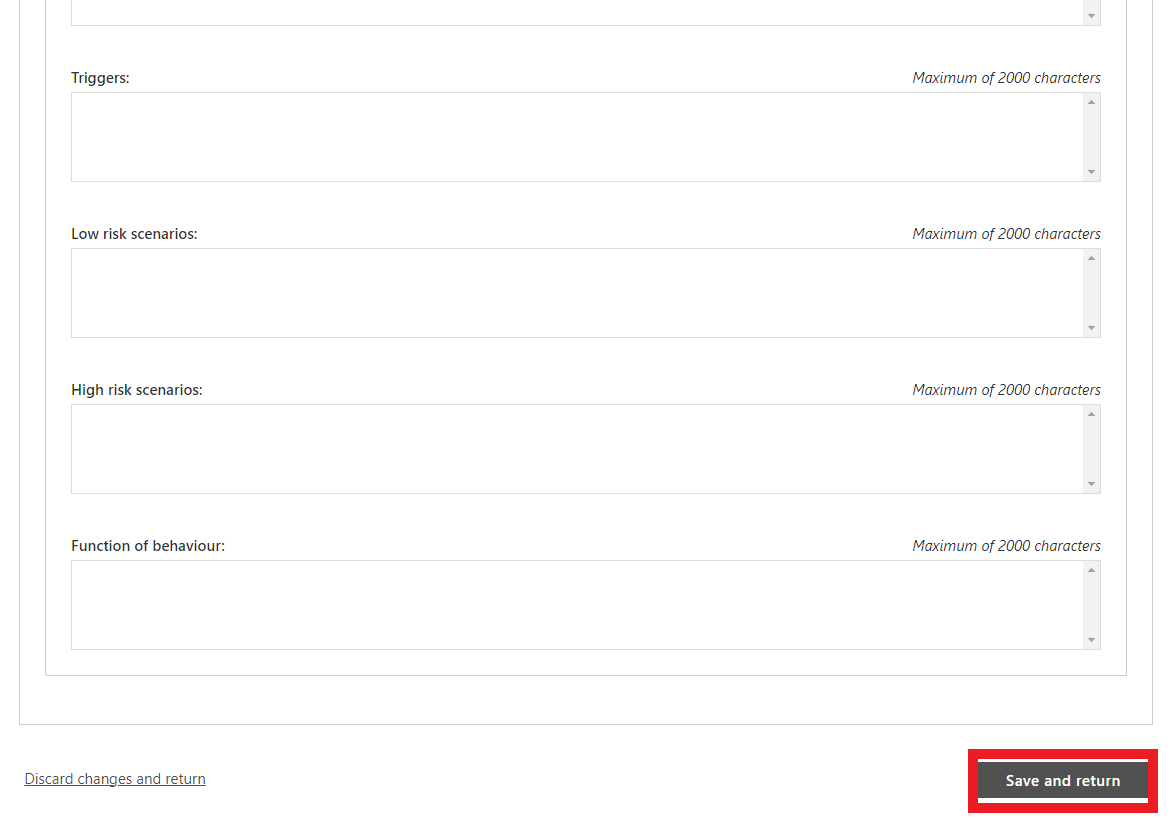 Triggers: Maximum of 2000 characters
Low risk scenarios: Maximum of 2000 characters
High risk scenarios: Maximum of 2000 characters
Function of behaviour: Maximum of 2000 characters
Discard changes and return Save and return